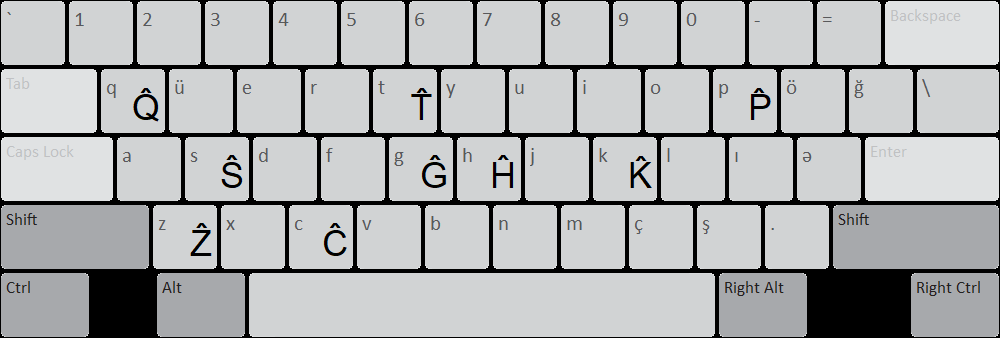 ` 1 2 3 4 5 6 7 8 9 0 - = Backspace
Tab q Q̂ ü e r t T̂ y u i o p P̂ ö ğ \
Caps Lock a s Ŝ d f g Ĝ h Ĥ j k K̂ l ı ə Enter
Shift z Ẑ x c Ĉ v b n m ç ş . Shift
Ctrl Alt Right Alt Right Ctrl